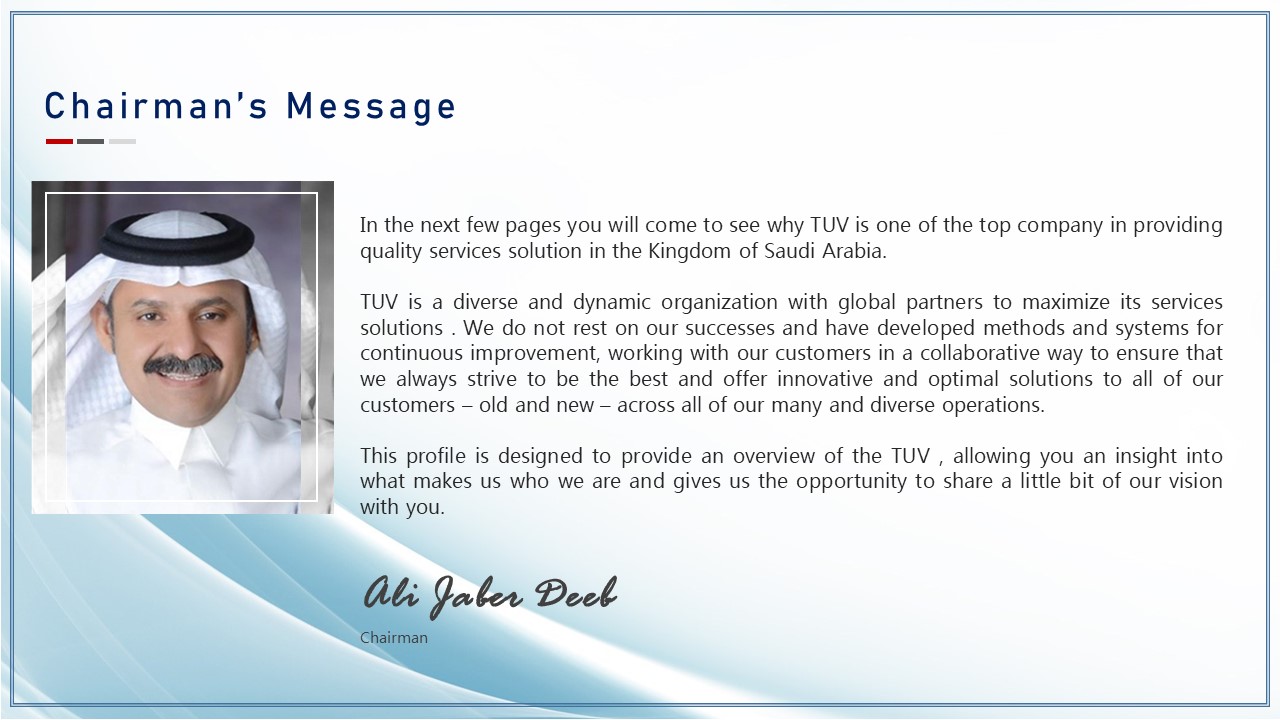 Chairman’s Message
In the next few pages you will come to see why TUV is one of the top company in providing
quality services solution in the Kingdom of Saudi Arabia.
TUV is a diverse and dynamic organization with global partners to maximize its services
solutions . We do not rest on our successes and have developed methods and systems for
continuous improvement, working with our customers in a collaborative way to ensure that
we always strive to be the best and offer innovative and optimal solutions to all of our
customers – old and new – across all of our many and diverse operations.
This profile is designed to provide an overview of the TUV , allowing you an insight into
what makes us who we are and gives us the opportunity to share a little bit of our vision
with you.
Ali Jaber Deeb
Chairman